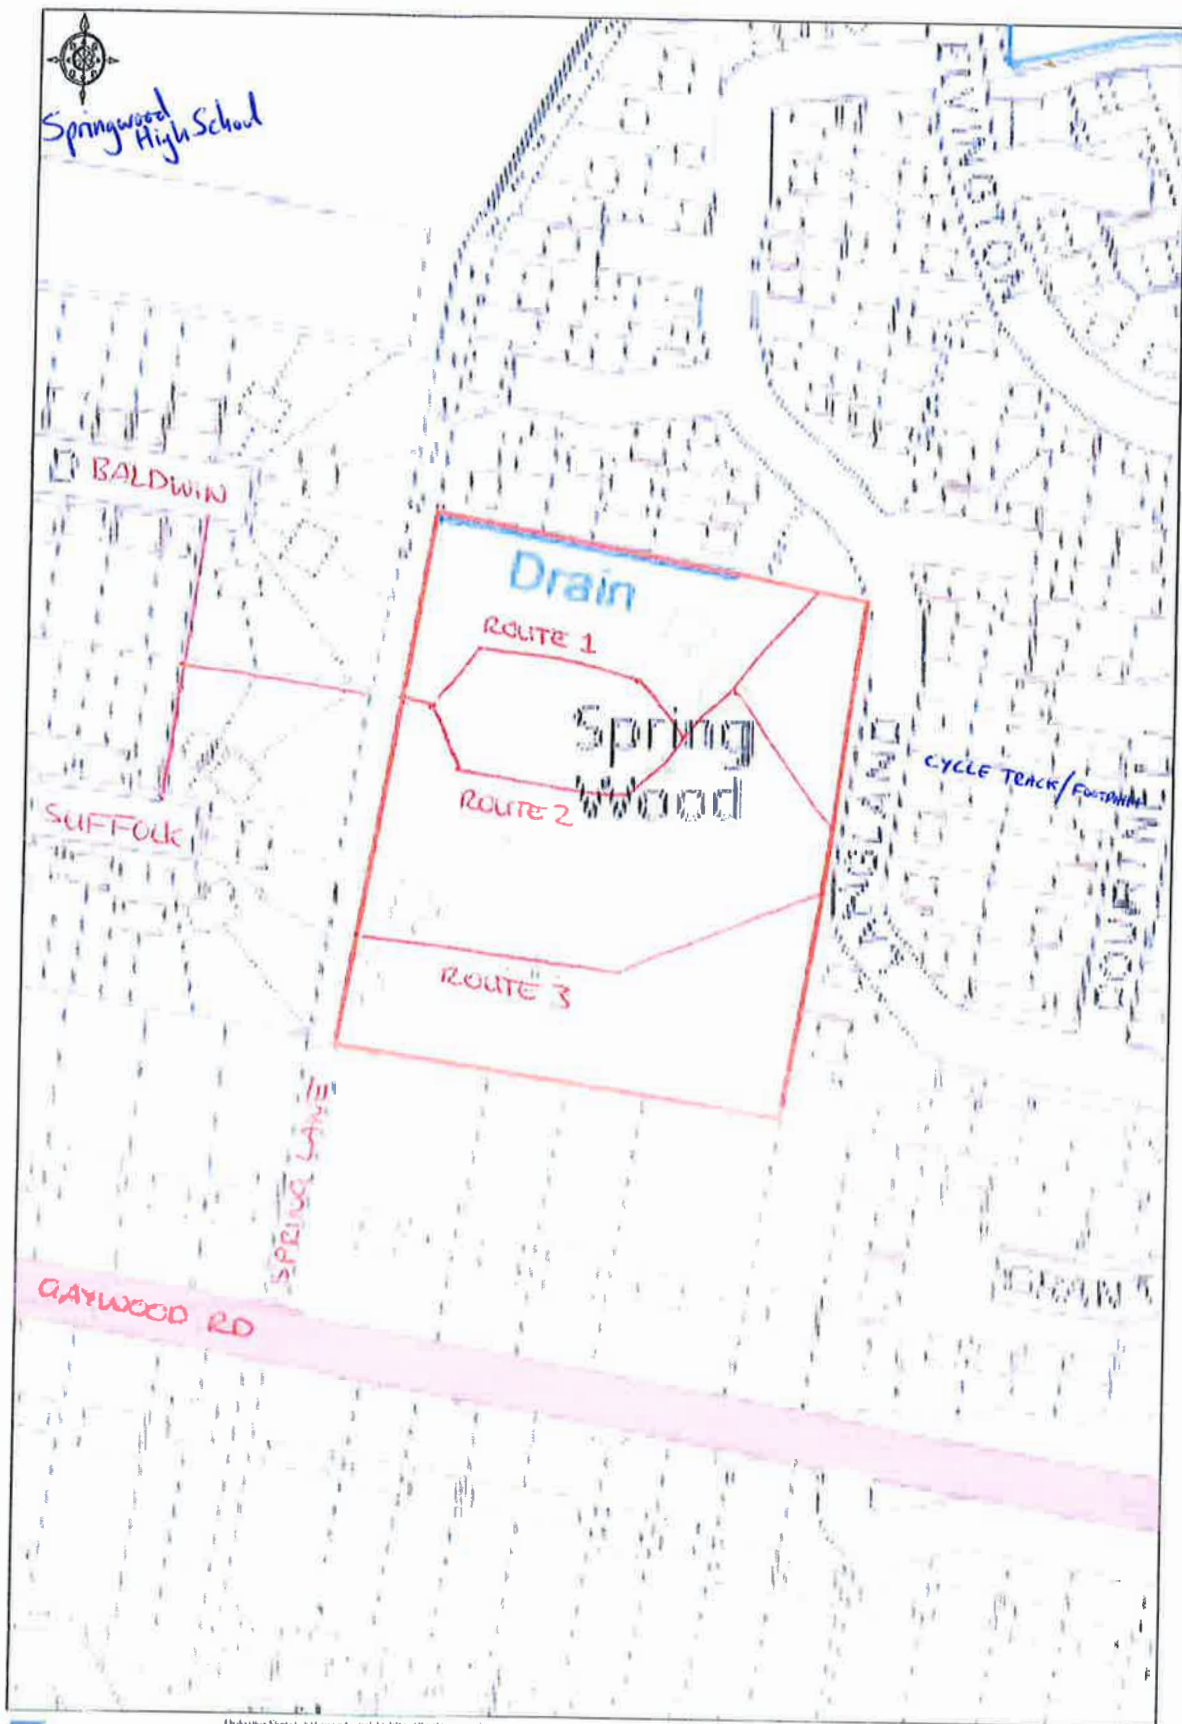 Springwood
High School
ELVINGTON
BALDWIN
Drain
ROUTE 1
Spring
Wood
ROUTE 2
CYCLE TRACK/FOOTPATH
SUFFOLK
ROUTE 3
SPRING LANE
GAYWOOD RD